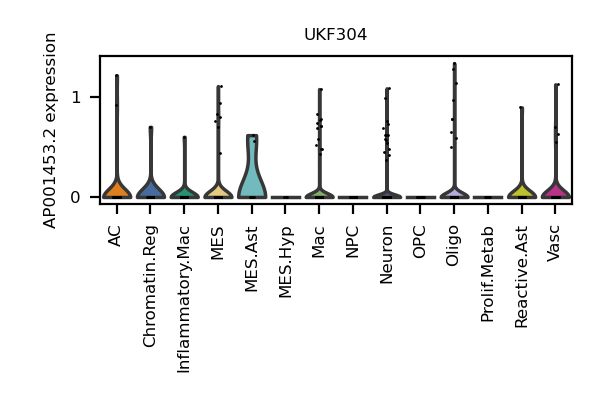 UKF304
AP001453.2 expression
1
0
AC
Chromatin.Reg
Inflammatory.Mac
MES
MES.Ast
MES.Hyp
Mac
NPC
Neuron
OPC
Oligo
Prolif.Metab
Reactive.Ast
Vasc